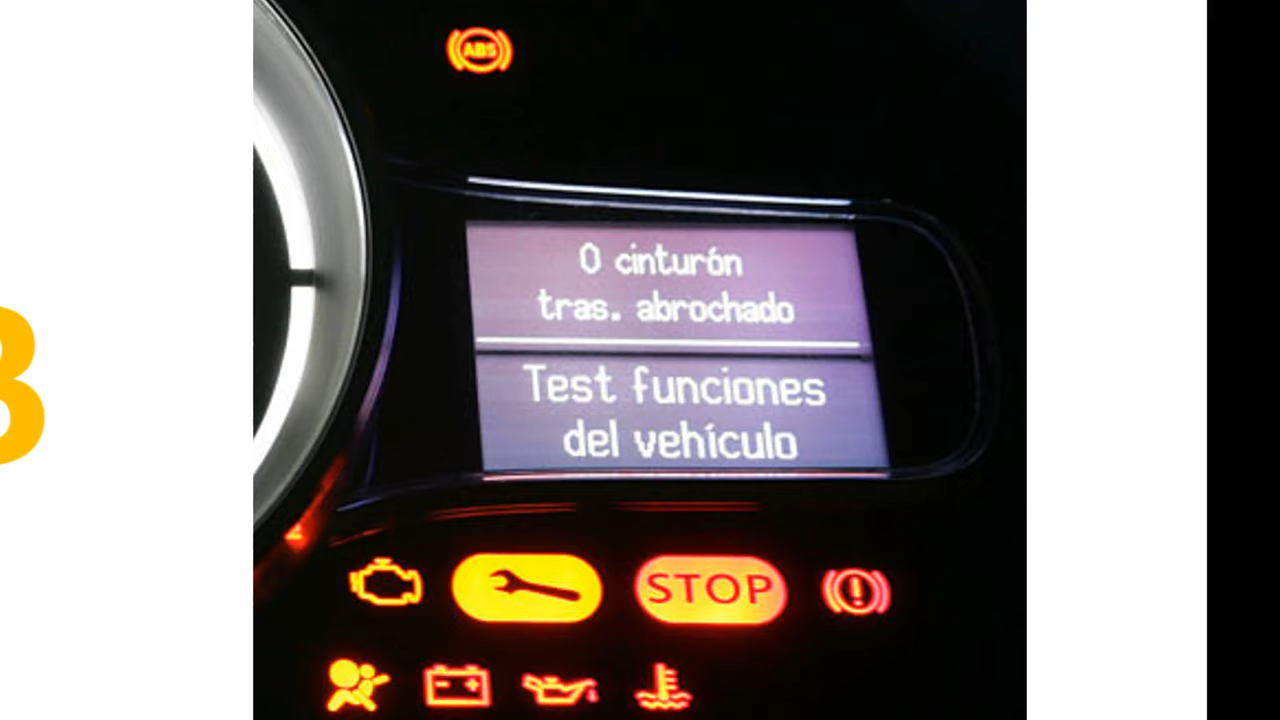 ABS
0 cinturón
tras. abrochado
Test funciones
del vehículo
STOP